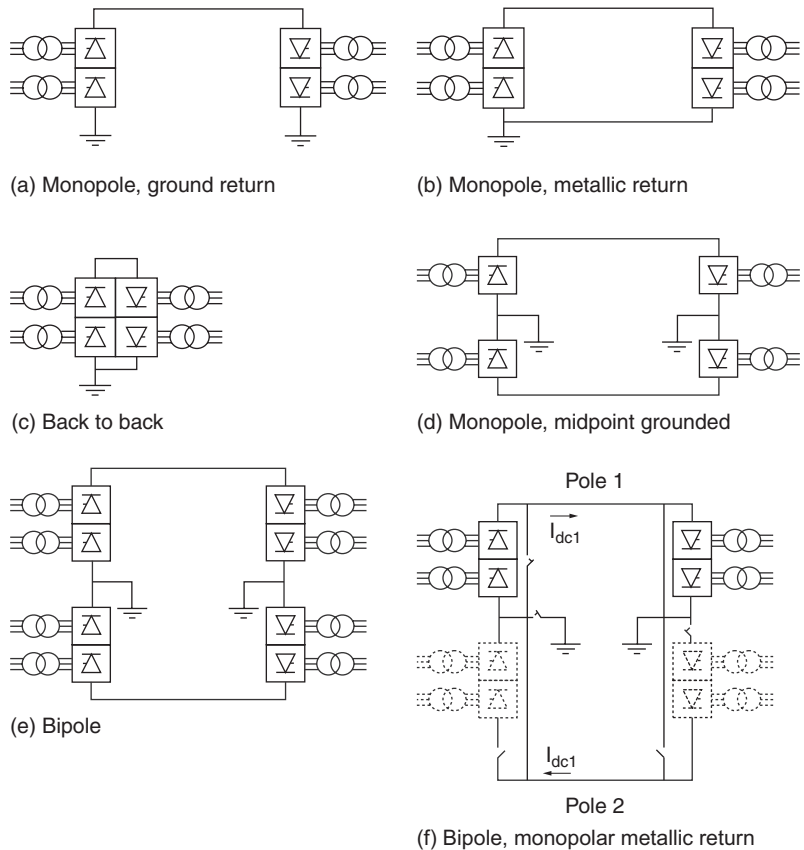 (a) Monopole, ground return
(b) Monopole, metallic return
(c) Back to back
(d) Monopole, midpoint grounded
(e) Bipole
Pole 1
Idc1
Idc1
Pole 2
(f) Bipole, monopolar metallic return